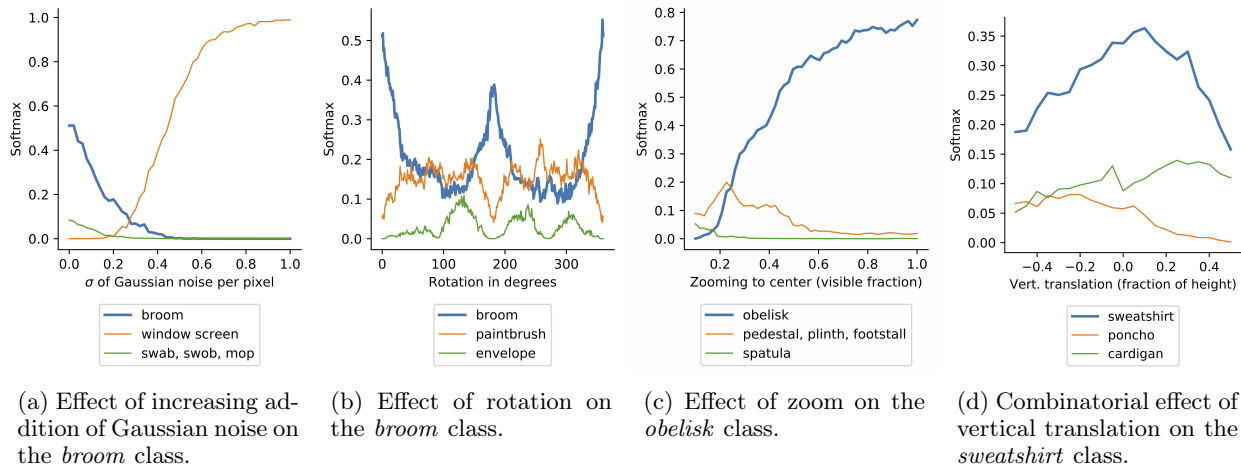 1.0
0.8
0.6
0.4
0.2
0.0
Softmax
0.0 0.2 0.4 0.6 0.8 1.0
σ of Gaussian noise per pixel
broom
window screen
swab, swob, mop
(a) Effect of increasing ad-
dition of Gaussian noise on
the broom class.
0.5
0.4
0.3
0.2
0.1
0.0
Softmax
0 100 200 300
Rotation in degrees
broom
paintbrush
envelope
(b) Effect of rotation on
the broom class.
0.8
0.7
0.6
0.5
0.4
0.3
0.2
0.1
0.0
Softmax
0.2 0.4 0.6 0.8 1.0
Zooming to center (visible fraction)
obelisk
pedestal, plinth, footstall
spatula
(c) Effect of zoom on the
obelisk class.
0.35
0.30
0.25
0.20
0.15
0.10
0.05
0.00
Softmax
−0.4 −0.2 0.0 0.2 0.4
Vert. translation (fraction of height)
sweatshirt
poncho
cardigan
(d) Combinatorial effect of
vertical translation on the
sweatshirt class.